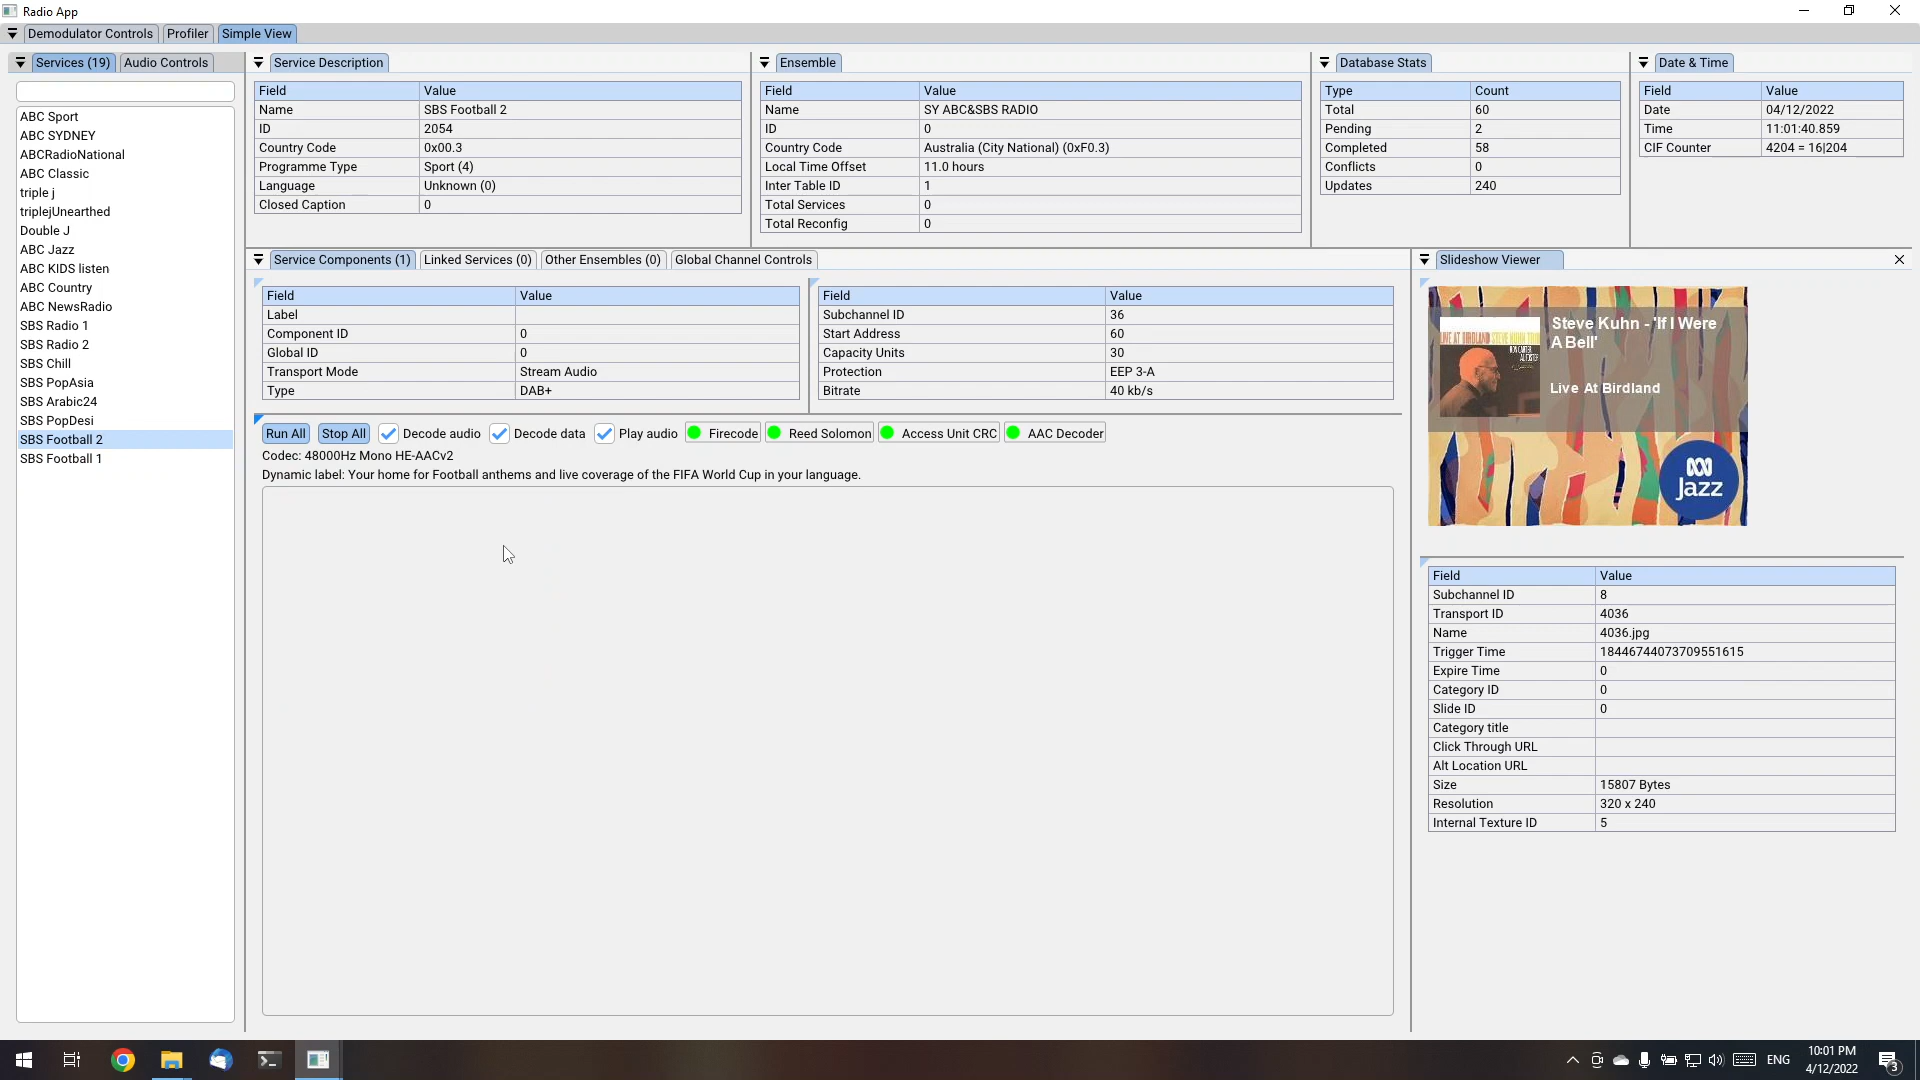 Radio App
Demodulator Controls Profiler Simple View
Services (19) Audio Controls
ABC Sport
ABC SYDNEY
ABCRadioNational
ABC Classic
triple j
triplejUnearthed
Double J
ABC Jazz
ABC KIDS listen
ABC Country
ABC NewsRadio
SBS Radio 1
SBS Radio 2
SBS Chill
SBS PopAsia
SBS Arabic24
SBS PopDesi
SBS Football 2
SBS Football 1
Service Description
Field Value
Name SBS Football 2
ID 2054
Country Code 0x00.3
Programme Type Sport (4)
Language Unknown (0)
Closed Caption 0
Ensemble
Field Value
Name SY ABC&SBS RADIO
ID 0
Country Code Australia (City National) (0xF0.3)
Local Time Offset 11.0 hours
Inter Table ID 1
Total Services 0
Total Reconfig 0
Database Stats
Type Count
Total 60
Pending 2
Completed 58
Conflicts 0
Updates 240
Date & Time
Field Value
Date 04/12/2022
Time 11:01:40.859
CIF Counter 4204 = 16|204
Service Components (1) Linked Services (0) Other Ensembles (0) Global Channel Controls
Field Value
Label
Component ID 0
Global ID 0
Transport Mode Stream Audio
Type DAB+
Field Value
Subchannel ID 36
Start Address 60
Capacity Units 30
Protection EEP 3-A
Bitrate 40 kb/s
Run All Stop All Decode audio Decode data Play audio Firecode Reed Solomon Access Unit CRC AAC Decoder
Codec: 48000Hz Mono HE-AACv2
Dynamic label: Your home for Football anthems and live coverage of the FIFA World Cup in your language.
Slideshow Viewer
LIVE AT BIRDLAND STEVE KUHN TRIO
RON CARTER
AL FOSTER
Steve Kuhn - 'If I Were
A Bell'
Live At Birdland
Jazz
Field Value
Subchannel ID 8
Transport ID 4036
Name 4036.jpg
Trigger Time 18446744073709551615
Expire Time 0
Category ID 0
Slide ID 0
Category title
Click Through URL
Alt Location URL
Size 15807 Bytes
Resolution 320 x 240
Internal Texture ID 5
ENG
10:01 PM
4/12/2022
3